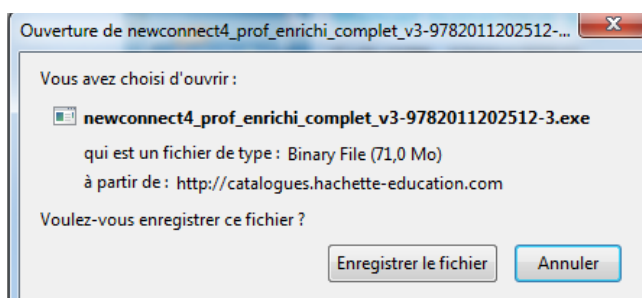 Ouverture de newconnect4_prof_enrichi_complet_v3-9782011202512-...
Vous avez choisi d'ouvrir :
newconnect4_prof_enrichi_complet_v3-9782011202512-3.exe
qui est un fichier de type : Binary File (71,0 Mo)
à partir de : http://catalogues.hachette-education.com
Voulez-vous enregistrer ce fichier ?
Enregistrer le fichier Annuler